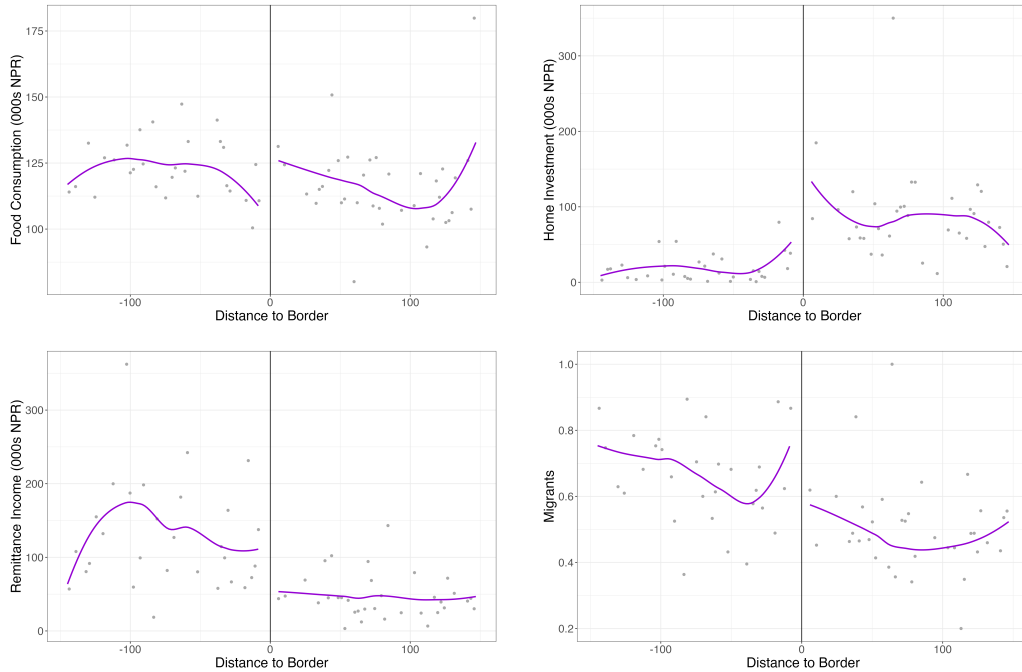 Food Consumption (000s NPR)
175
150
125
100
-100 0 100
Distance to Border
Home Investment (000s NPR)
300
200
100
0
-100 0 100
Distance to Border
Remittance Income (000s NPR)
300
200
100
0
-100 0 100
Distance to Border
Migrants
1.0
0.8
0.6
0.4
0.2
-100 0 100
Distance to Border